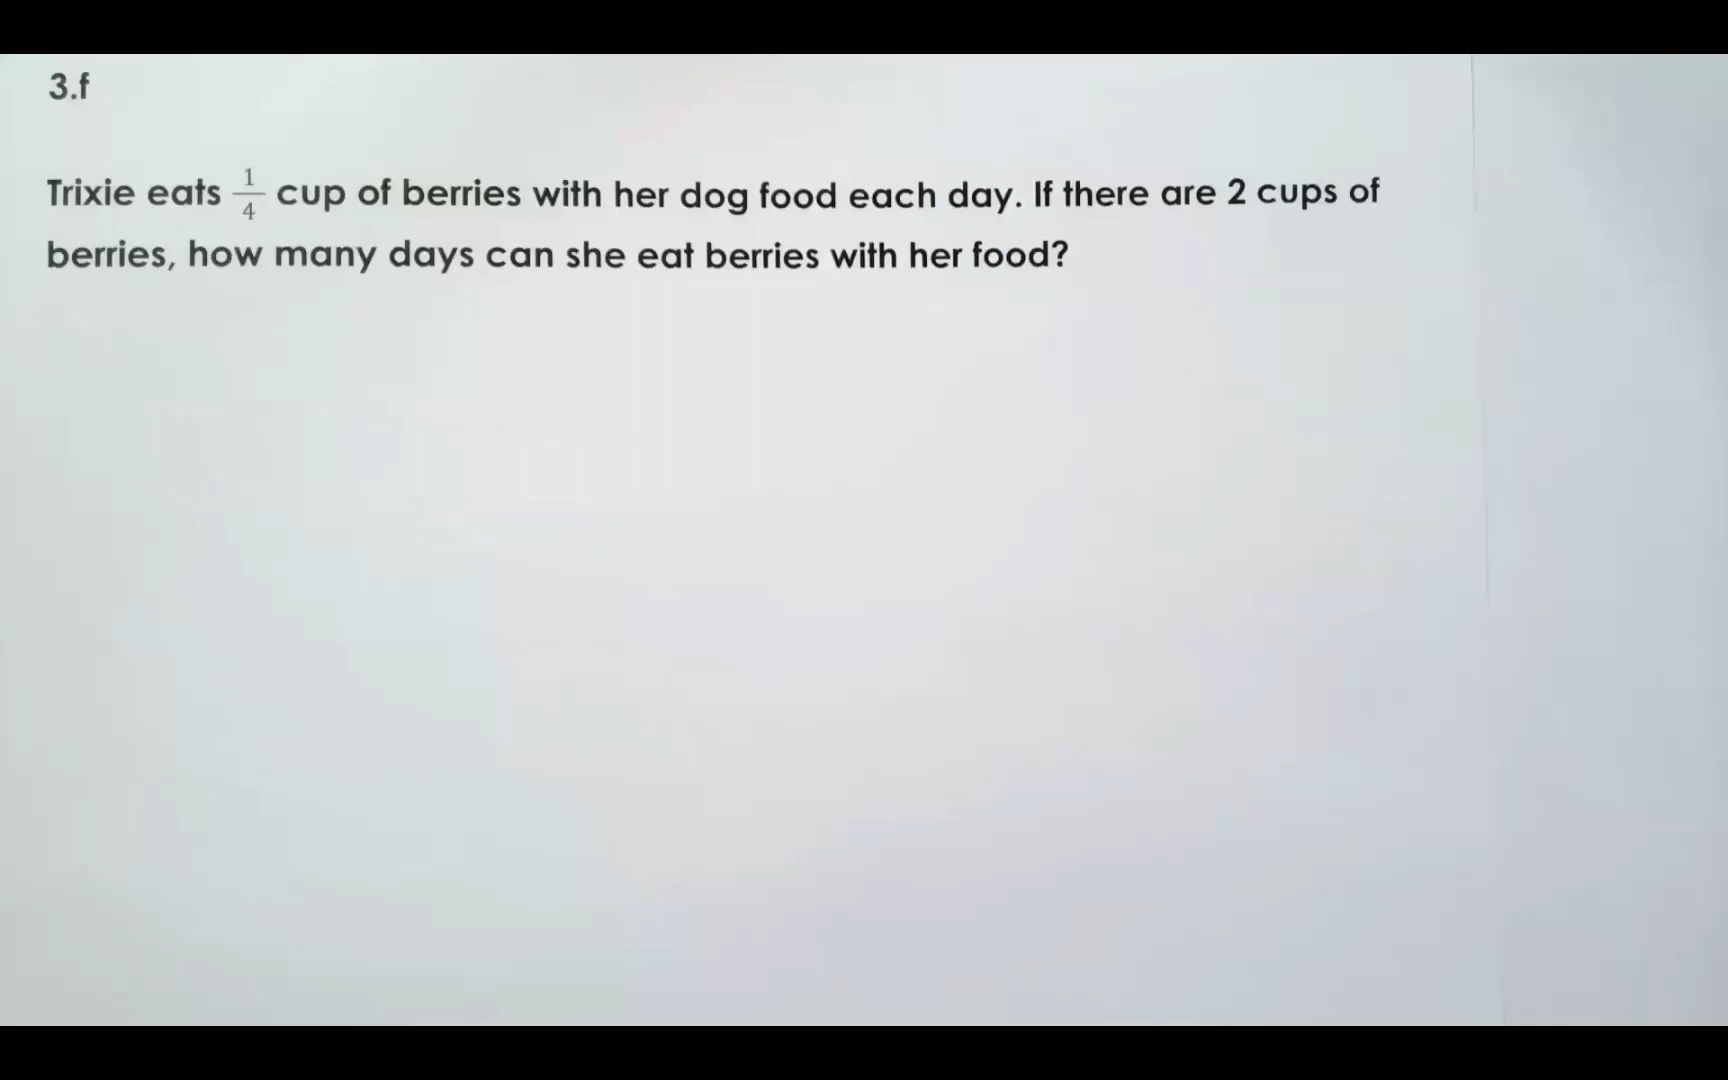 3.f
Trixie eats 1/4 cup of berries with her dog food each day. If there are 2 cups of
berries, how many days can she eat berries with her food?